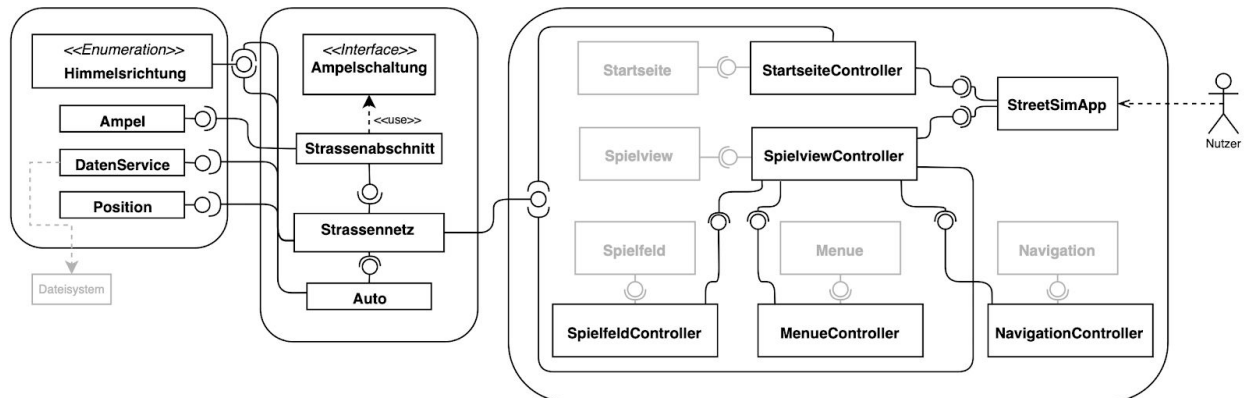 <<Enumeration>>
Himmelsrichtung
Ampel
DatenService
Position
Dateisystem
<<Interface>>
Ampelschaltung
<<use>>
Strassenabschnitt
Strassennetz
Auto
Startseite
StartseiteController
StreetSimApp
Nutzer
Spielview
SpielviewController
Spielfeld
Menue
Navigation
SpielfeldController
MenueController
NavigationController